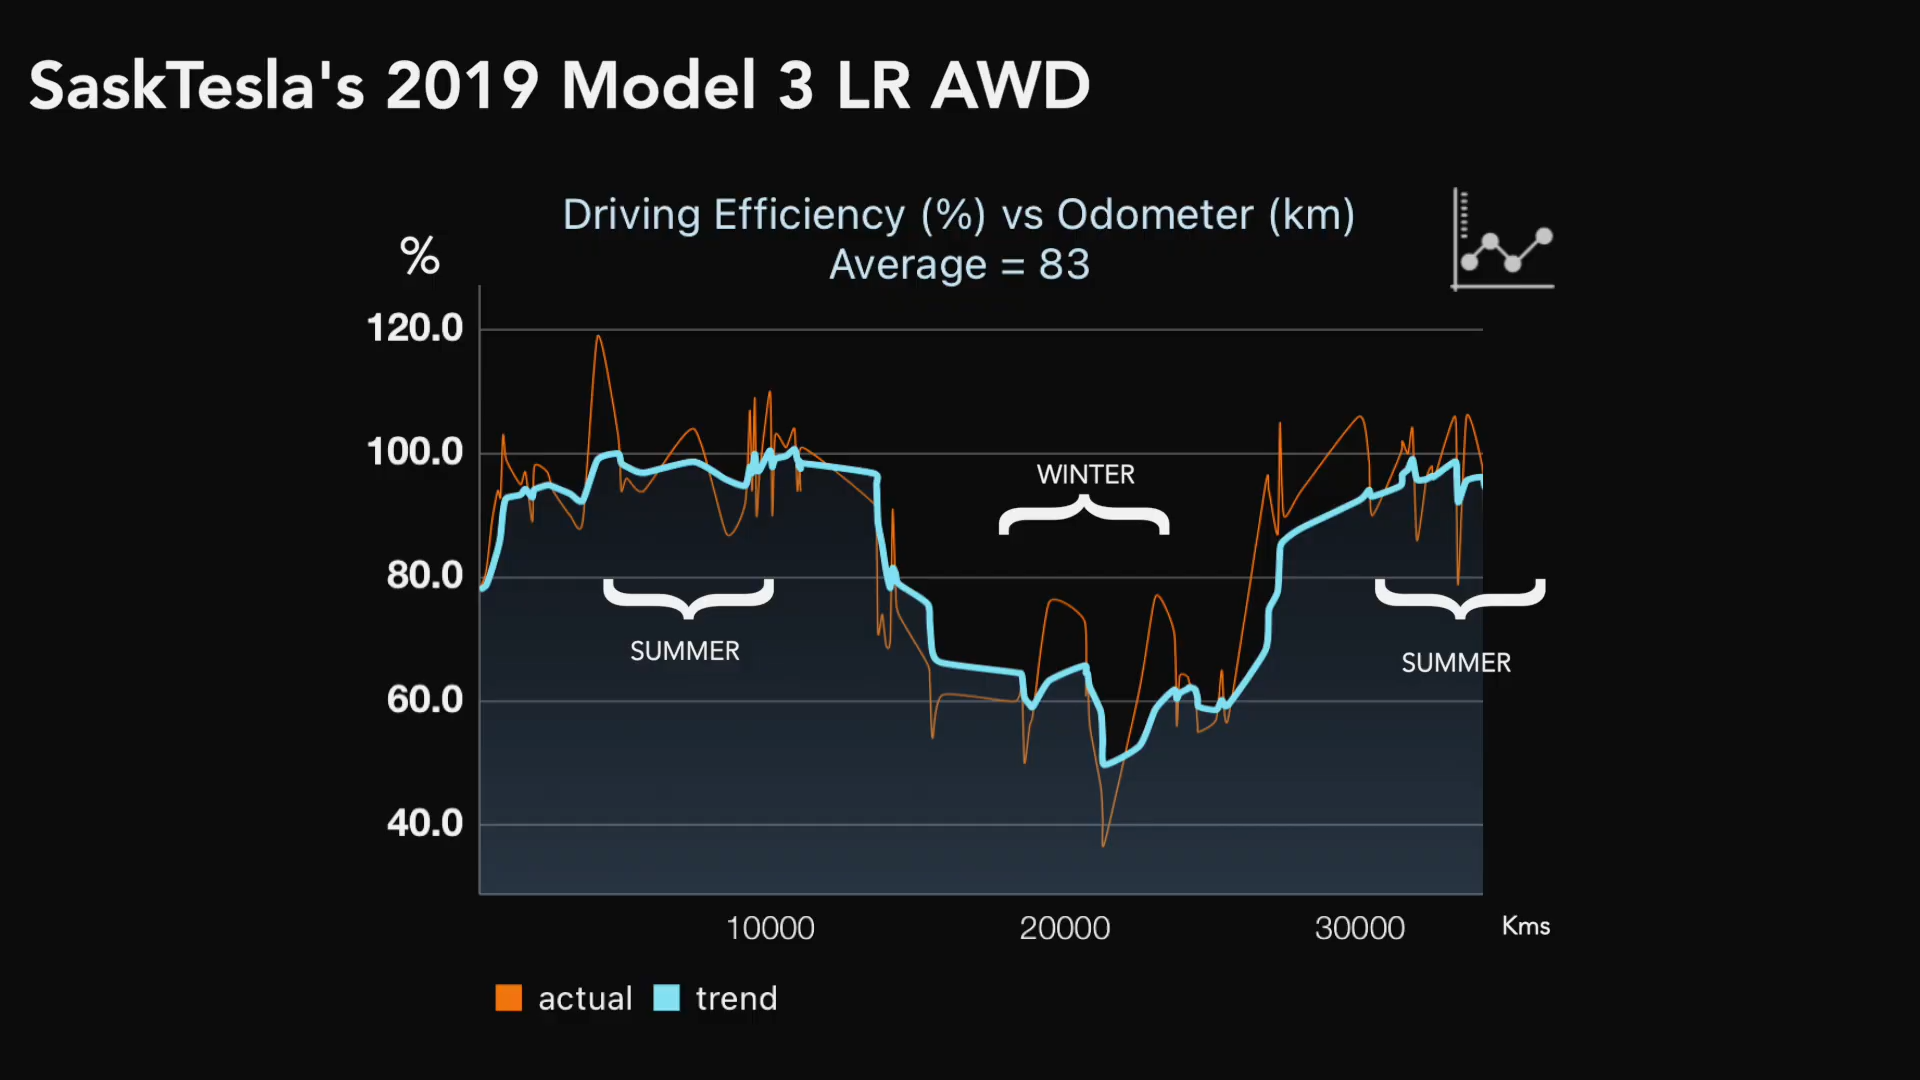 SaskTesla's 2019 Model 3 LR AWD
Driving Efficiency (%) vs Odometer (km)
Average = 83
%
120.0
100.0
80.0
60.0
40.0
WINTER
SUMMER
SUMMER
10000 20000 30000 Kms
actual trend